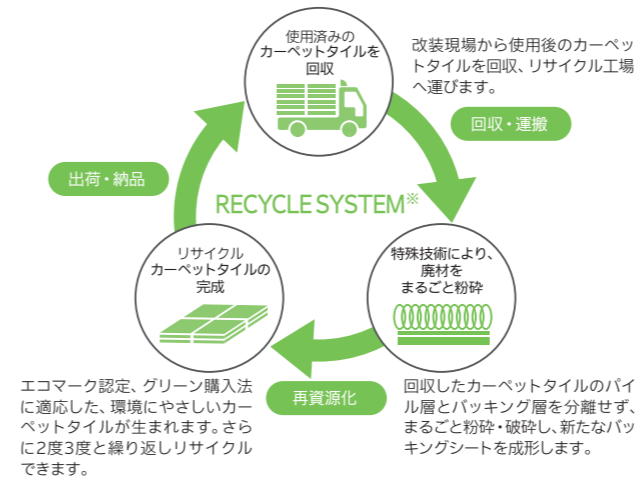 使用済みの
カーペットタイルを
回収
改装現場から使用後のカーペッ
トタイルを回収、リサイクル工場
へ運びます。
回収・運搬
出荷・納品
RECYCLE SYSTEM※
リサイクル
カーペットタイルの
完成
特殊技術により、
廃材を
まるごと粉砕
再資源化
エコマーク認定、グリーン購入法
に適応した、環境にやさしいカー
ペットタイルが生まれます。さら
に2度3度と繰り返しリサイクル
できます。
回収したカーペットタイルのパイ
ル層とバッキング層を分離せず、
まるごと粉砕・破砕し、新たなバッ
キングシートを成形します。